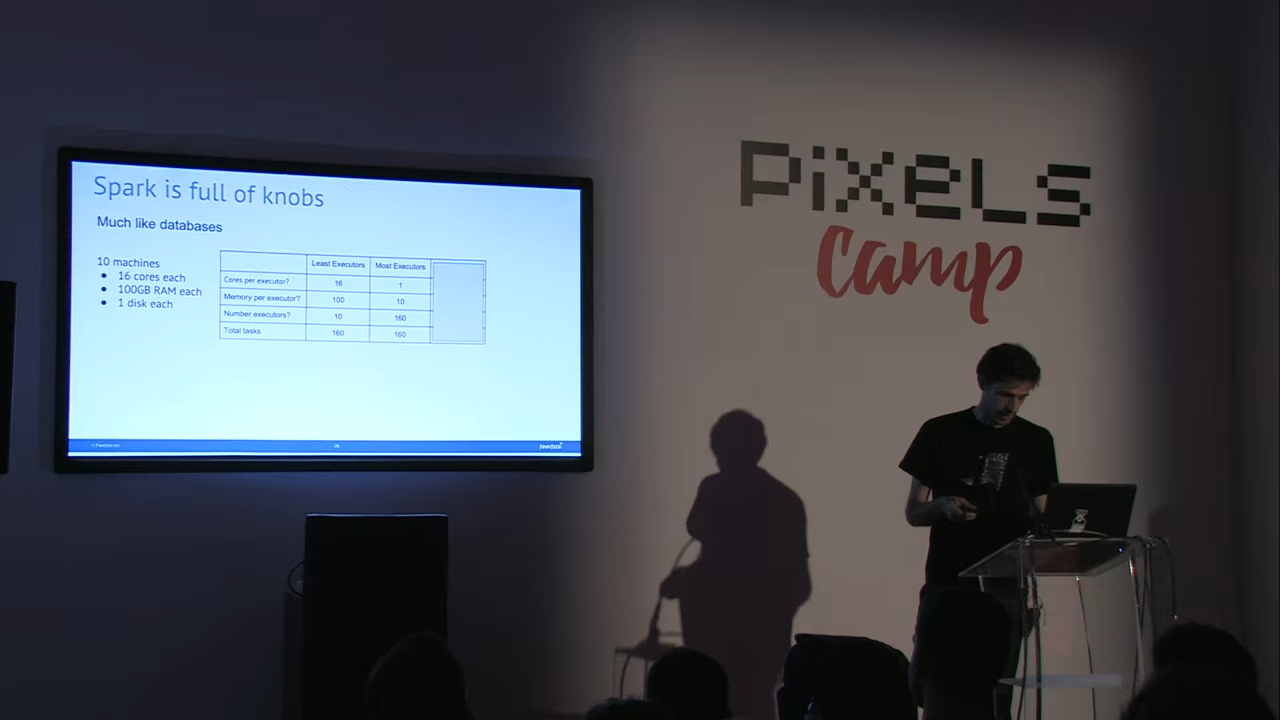 Spark is full of knobs
Much like databases
10 machines
16 cores each
100GB RAM each
1 disk each
Least Executors Most Executors
Cores per executor? 16 1
Memory per executor? 100 10
Number executors? 10 160
Total tasks 160 160
feedzai
PixeLs
Camp